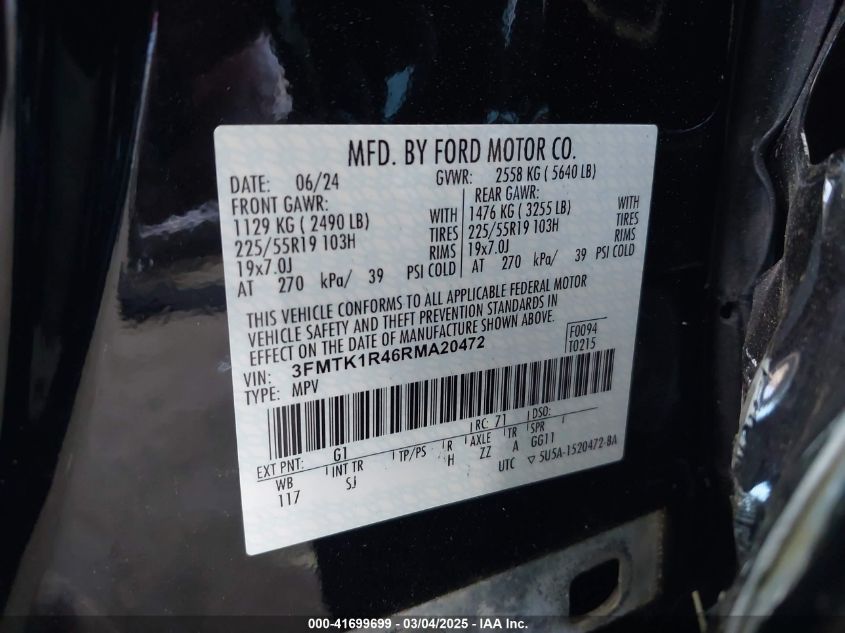 MFD. BY FORD MOTOR CO.
DATE: 06/24 GVWR: 2558 KG ( 5640 LB)
FRONT GAWR: REAR GAWR:
1129 KG ( 2490 LB) WITH 1476 KG ( 3255 LB) WITH
225/55R19 103H TIRES 225/55R19 103H TIRES
19x7.0J RIMS 19x7.0J RIMS
AT 270 kPa/ 39 PSI COLD AT 270 kPa/ 39 PSI COLD
THIS VEHICLE CONFORMS TO ALL APPLICABLE FEDERAL MOTOR
VEHICLE SAFETY AND THEFT PREVENTION STANDARDS IN
EFFECT ON THE DATE OF MANUFACTURE SHOWN ABOVE.
F0094
T0215
VIN: 3FMTK1R46RMA20472
TYPE: MPV
EXT PNT: G1 RC: 71 DSO:
WB INT TR TP/PS R AXLE TR SPR
117 SJ H ZZ A GG11
UTC ▽ 5U5A-1520472-BA
000-41699699 - 03/04/2025 - IAA Inc.